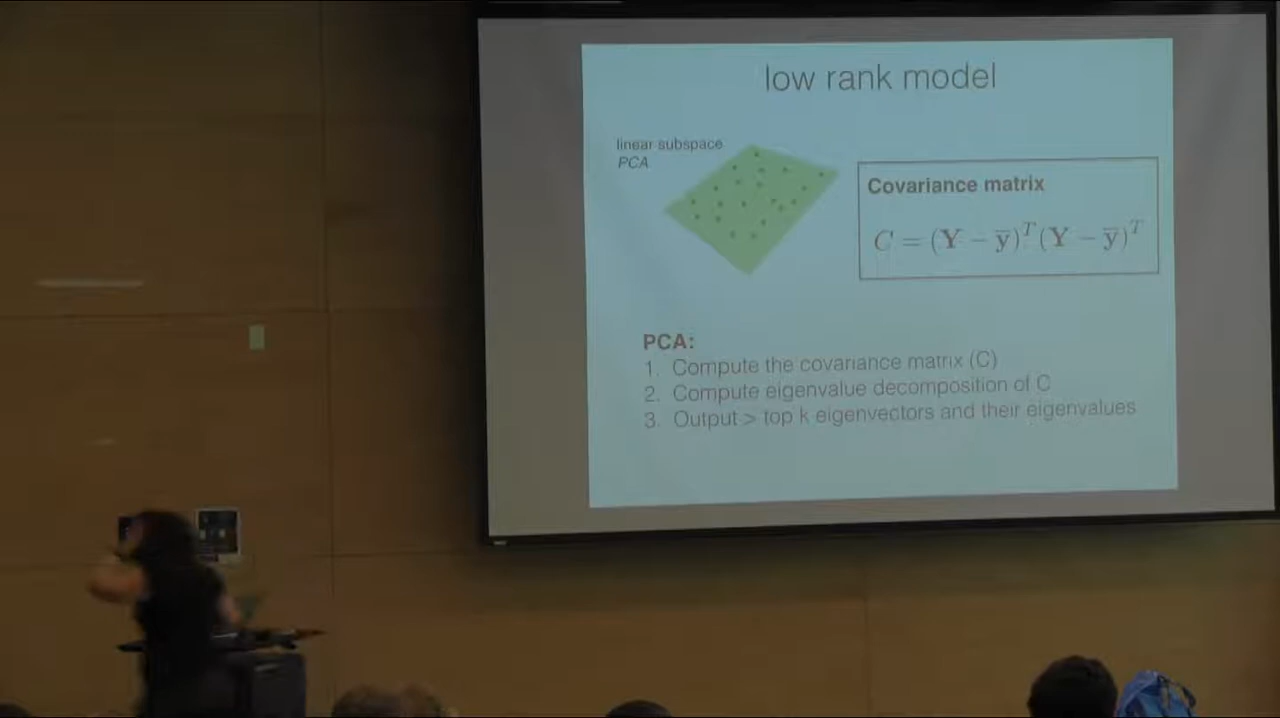 low rank model
linear subspace
PCA
Covariance matrix
C = (Y − y̅)ᵀ(Y − y̅)ᵀ
PCA:
1. Compute the covariance matrix (C)
2. Compute eigenvalue decomposition of C
3. Output > top k eigenvectors and their eigenvalues